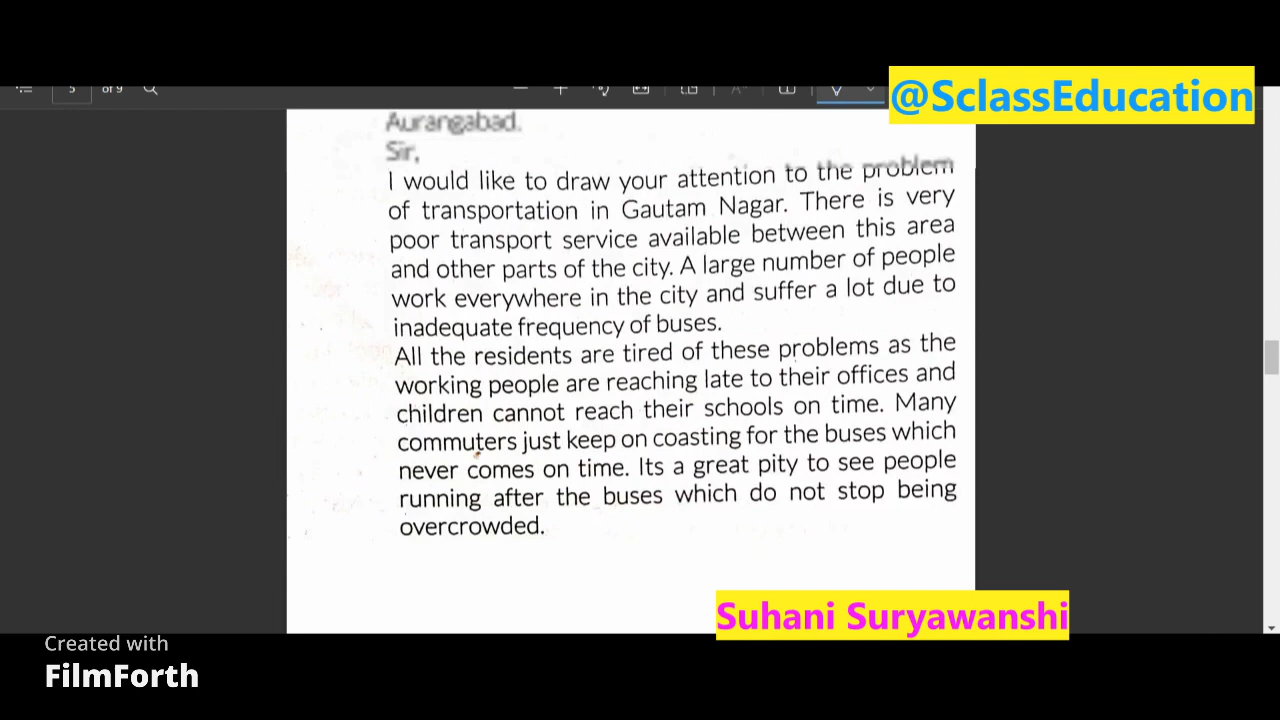 5 of 9
@SclassEducation
Aurangabad.
Sir,
I would like to draw your attention to the problem
of transportation in Gautam Nagar. There is very
poor transport service available between this area
and other parts of the city. A large number of people
work everywhere in the city and suffer a lot due to
inadequate frequency of buses.
All the residents are tired of these problems as the
working people are reaching late to their offices and
children cannot reach their schools on time. Many
commuters just keep on coasting for the buses which
never comes on time. Its a great pity to see people
running after the buses which do not stop being
overcrowded.
Suhani Suryawanshi
Created with
FilmForth